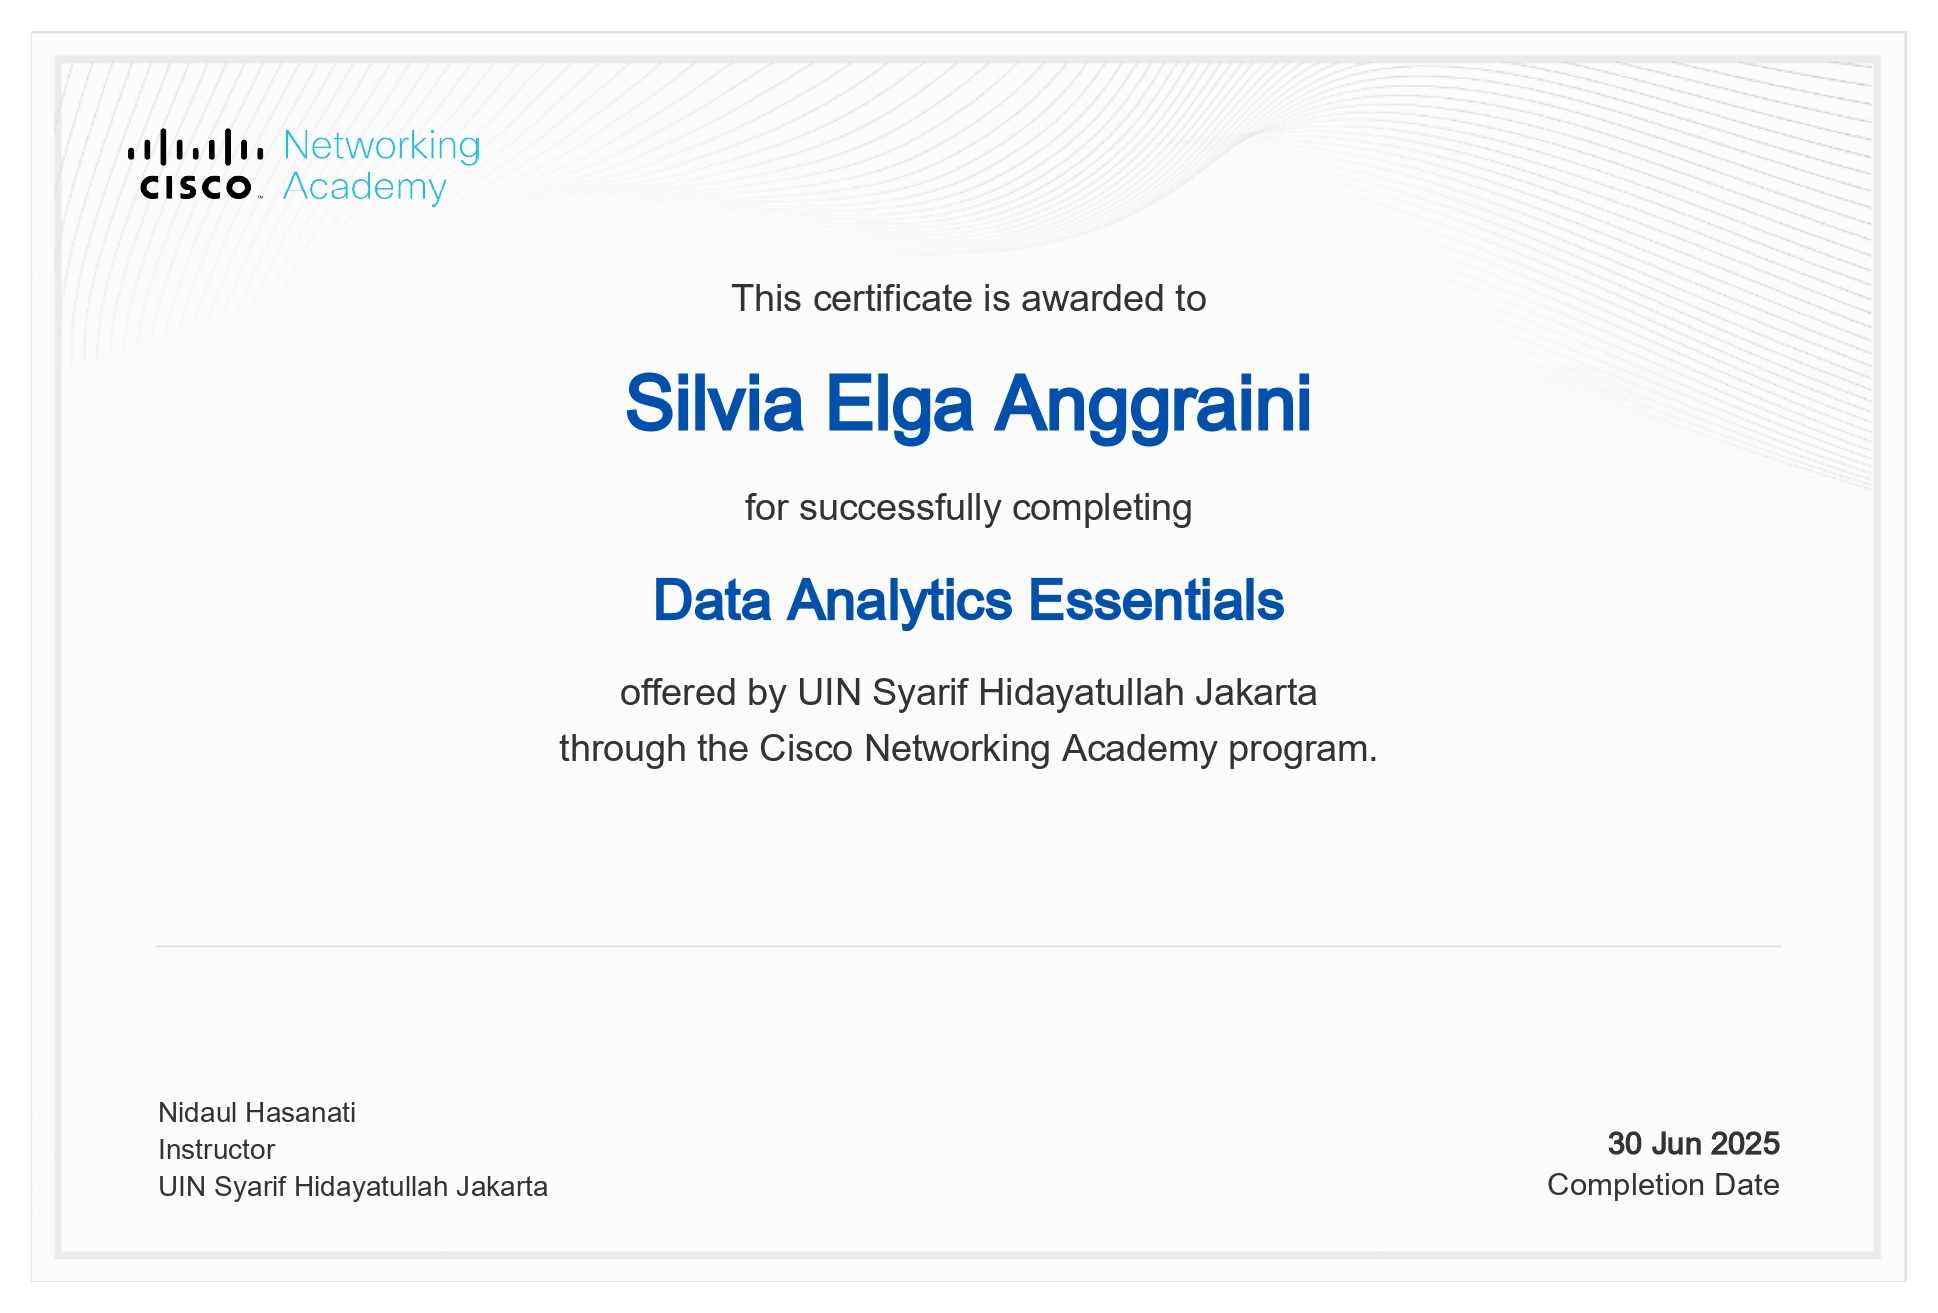 Networking
CISCO Academy
This certificate is awarded to
Silvia Elga Anggraini
for successfully completing
Data Analytics Essentials
offered by UIN Syarif Hidayatullah Jakarta
through the Cisco Networking Academy program.
Nidaul Hasanati
Instructor
UIN Syarif Hidayatullah Jakarta
30 Jun 2025
Completion Date